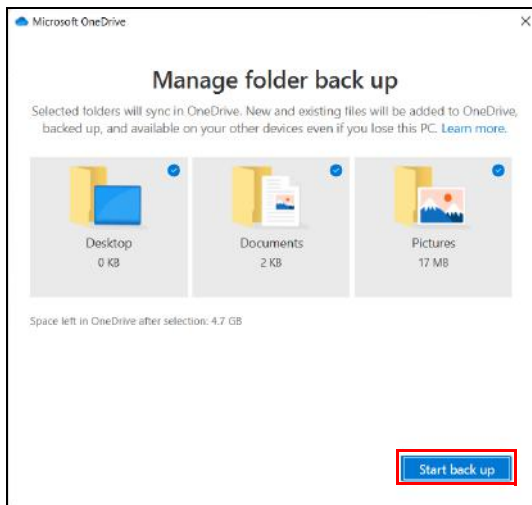 Microsoft OneDrive
Manage folder back up
Selected folders will sync in OneDrive. New and existing files will be added to OneDrive,
backed up, and available on your other devices even if you lose this PC. Learn more.
Desktop
0 KB
Documents
2 KB
Pictures
17 MB
Space left in OneDrive after selection: 4.7 GB
Start back up